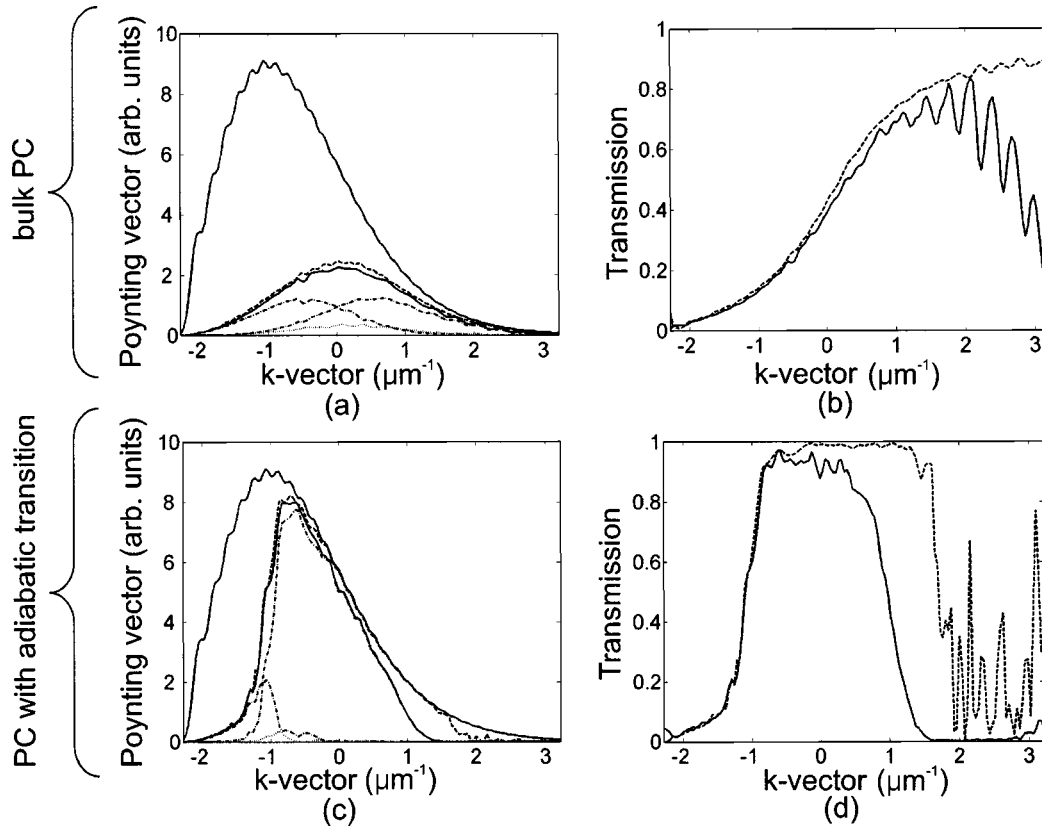 bulk PC
Poynting vector (arb. units)
10
8
6
4
2
0
-2 -1 0 1 2 3
k-vector (µm⁻¹)
(a)
Transmission
1
0.8
0.6
0.4
0.2
0
-2 -1 0 1 2 3
k-vector (µm⁻¹)
(b)
PC with adiabatic transition
Poynting vector (arb. units)
10
8
6
4
2
0
-2 -1 0 1 2 3
k-vector (µm⁻¹)
(c)
Transmission
1
0.8
0.6
0.4
0.2
0
-2 -1 0 1 2 3
k-vector (µm⁻¹)
(d)